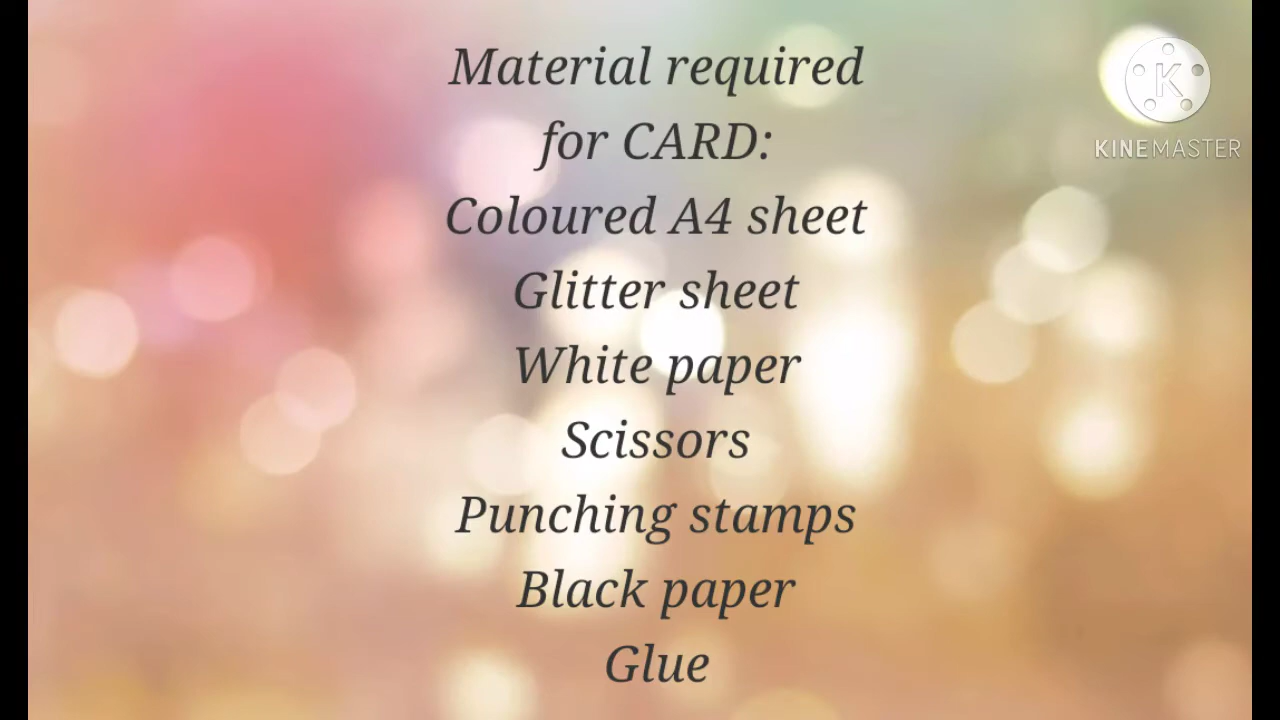 Material required
for CARD:
Coloured A4 sheet
Glitter sheet
White paper
Scissors
Punching stamps
Black paper
Glue
K
KINEMASTER